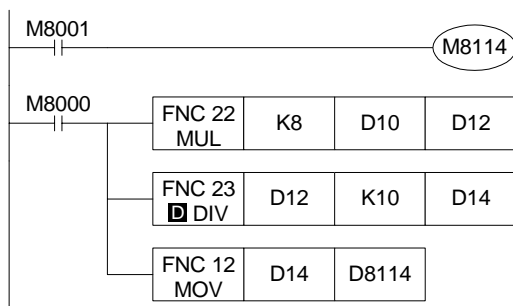 M8001
M8114
M8000
FNC 22
MUL
K8
D10
D12
FNC 23
D DIV
D12
K10
D14
FNC 12
MOV
D14
D8114